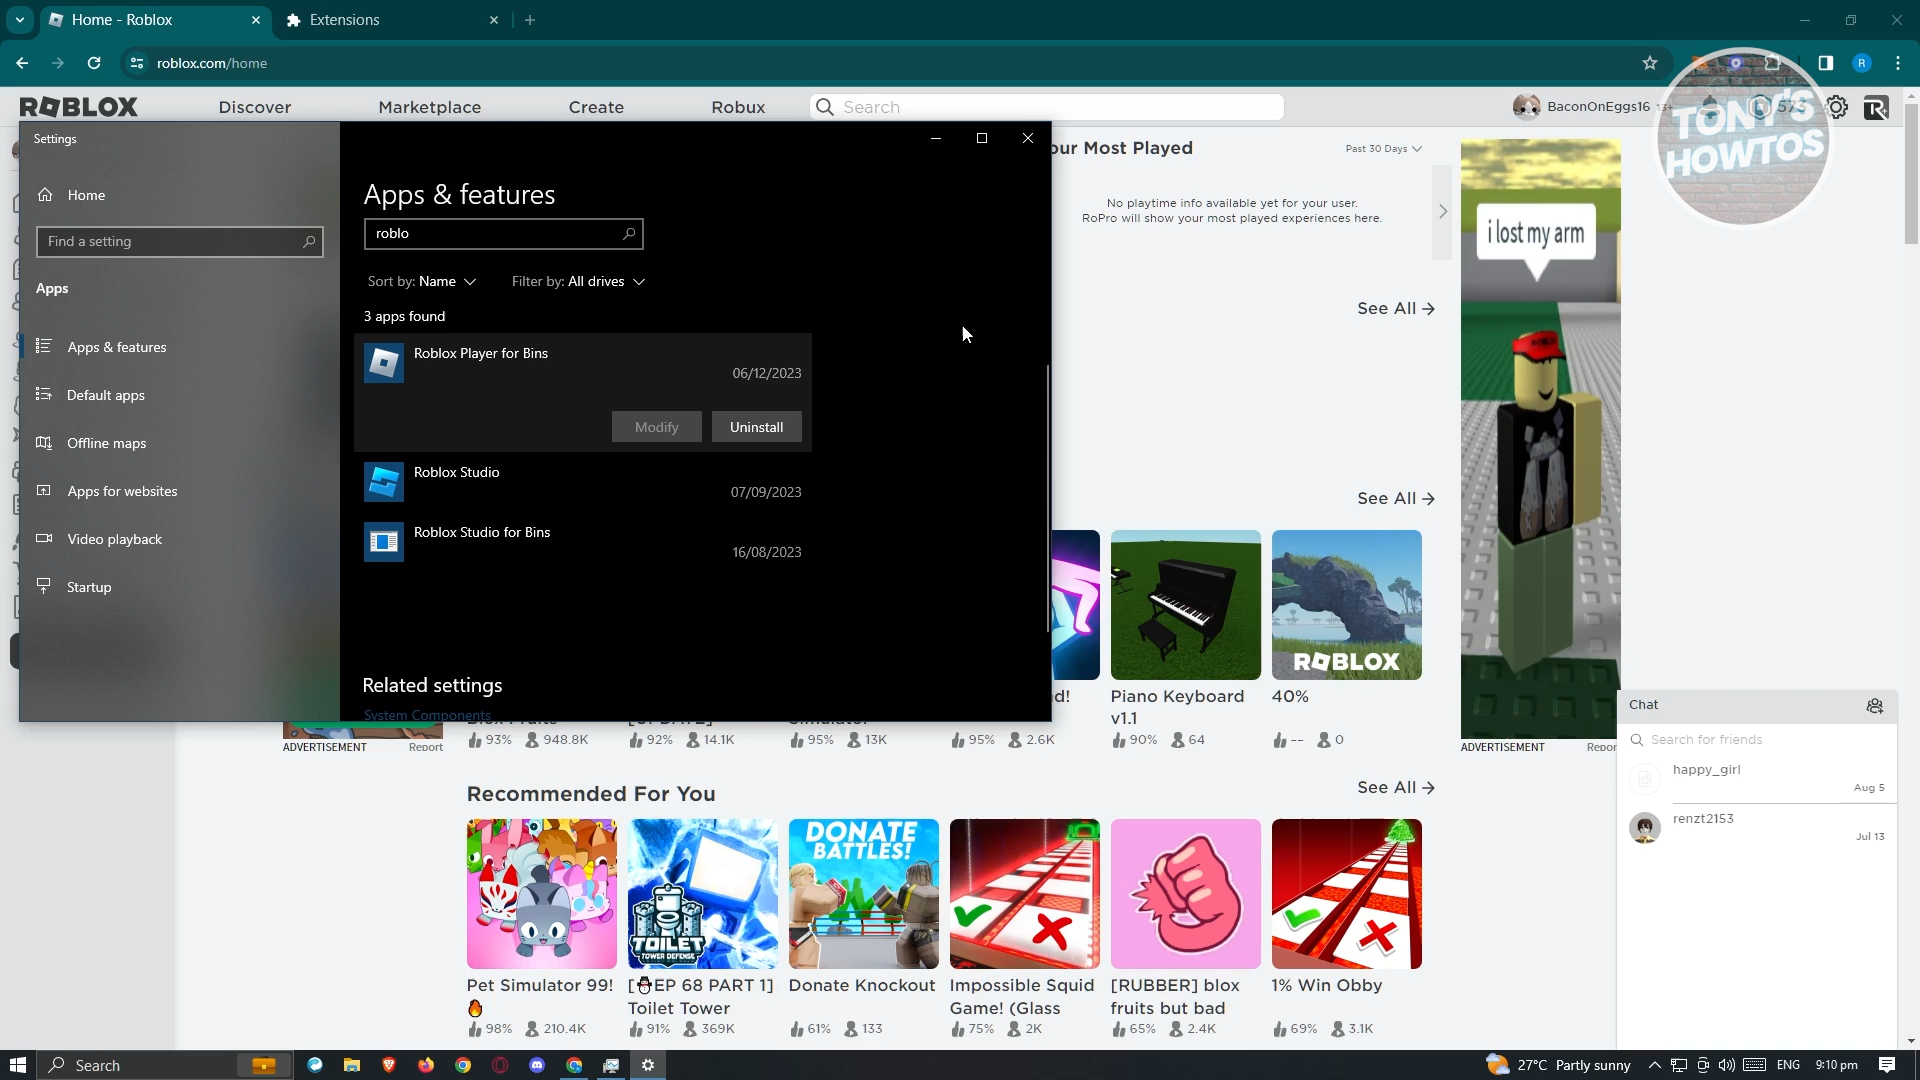 Home - Roblox
Extensions
roblox.com/home
R
ROBLOX
Discover
Marketplace
Create
Robux
Search
BaconOnEggs16 13+
573
TONY'S
HOWTOS
Settings
Home
Find a setting
Apps
Apps & features
Default apps
Offline maps
Apps for websites
Video playback
Startup
Apps & features
roblo
Sort by: Name
Filter by: All drives
3 apps found
Roblox Player for Bins
06/12/2023
Modify
Uninstall
Roblox Studio
07/09/2023
Roblox Studio for Bins
16/08/2023
Related settings
System Components
our Most Played
Past 30 Days
No playtime info available yet for your user.
RoPro will show your most played experiences here.
See All
See All
i lost my arm
ROBLOX
Piano Keyboard
v1.1
40%
93% 948.8K
92% 14.1K
95% 13K
95% 2.6K
90% 64
-- 0
ADVERTISEMENT
Report
ADVERTISEMENT
Repor
Recommended For You
See All
DONATE
BATTLES!
TOILET
TOWER DEFENSE
Pet Simulator 99!
[⛄EP 68 PART 1]
Toilet Tower
Donate Knockout
Impossible Squid
Game! (Glass
[RUBBER] blox
fruits but bad
1% Win Obby
98% 210.4K
91% 369K
61% 133
75% 2K
65% 2.4K
69% 3.1K
Chat
Search for friends
happy_girl
Aug 5
renzt2153
Jul 13
Search
27°C Partly sunny
ENG
9:10 pm